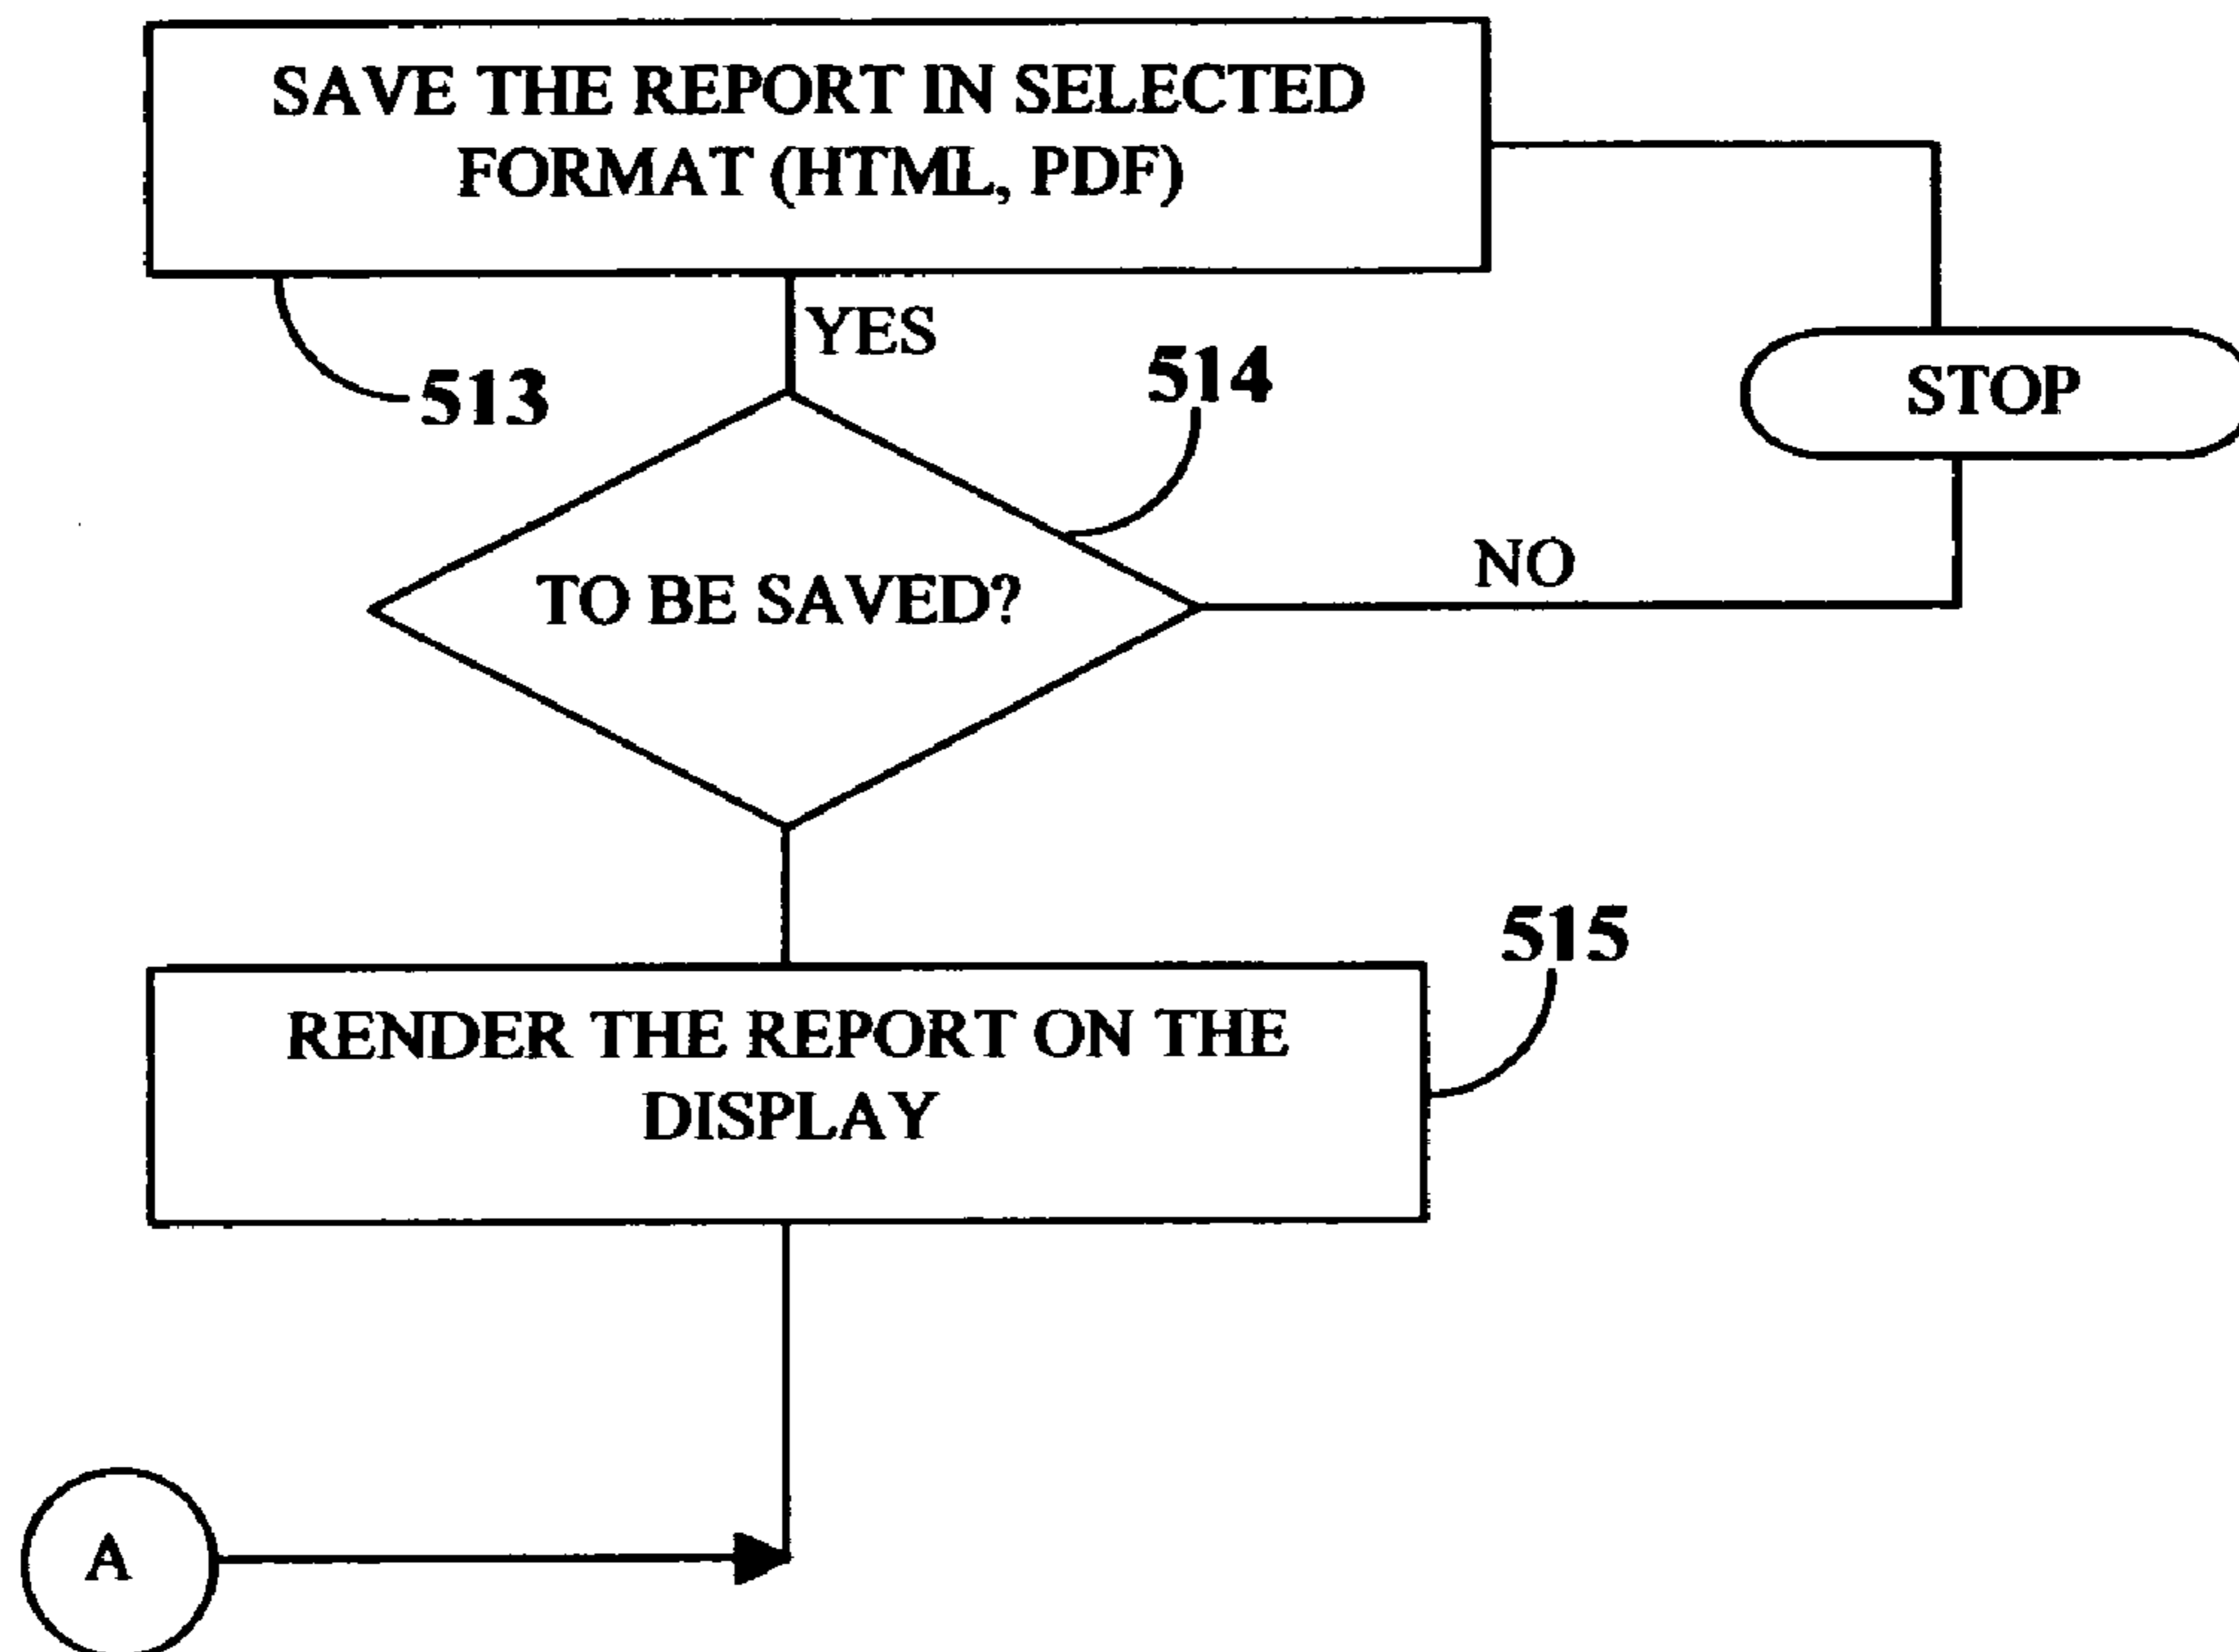 SAVE THE REPORT IN SELECTED
FORMAT (HTML, PDF)
YES
513
514
STOP
NO
TO BE SAVED?
515
RENDER THE REPORT ON THE
DISPLAY
A